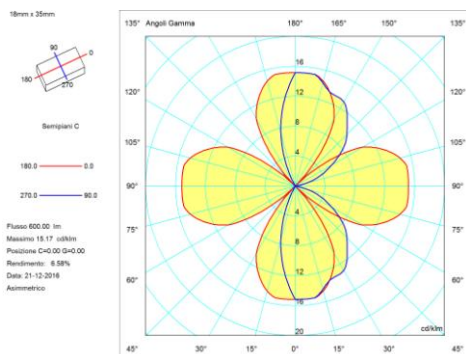 18mm x 35mm
90
0
180
270
Semipiani C
180.0 0.0
270.0 90.0
Flusso 600.00 lm
Massimo 15.17 cd/klm
Posizione C=0.00 G=0.00
Rendimento: 6.58%
Data: 21-12-2016
Asimmetrico
135° Angoli Gamma 180° 165° 150° 135°
16
120° 12 120°
8
105° 4 105°
90° 90°
4
75° 8 75°
12
60° 16 60°
20 cd/klm
45° 30° 15° 0° 15° 30° 45°